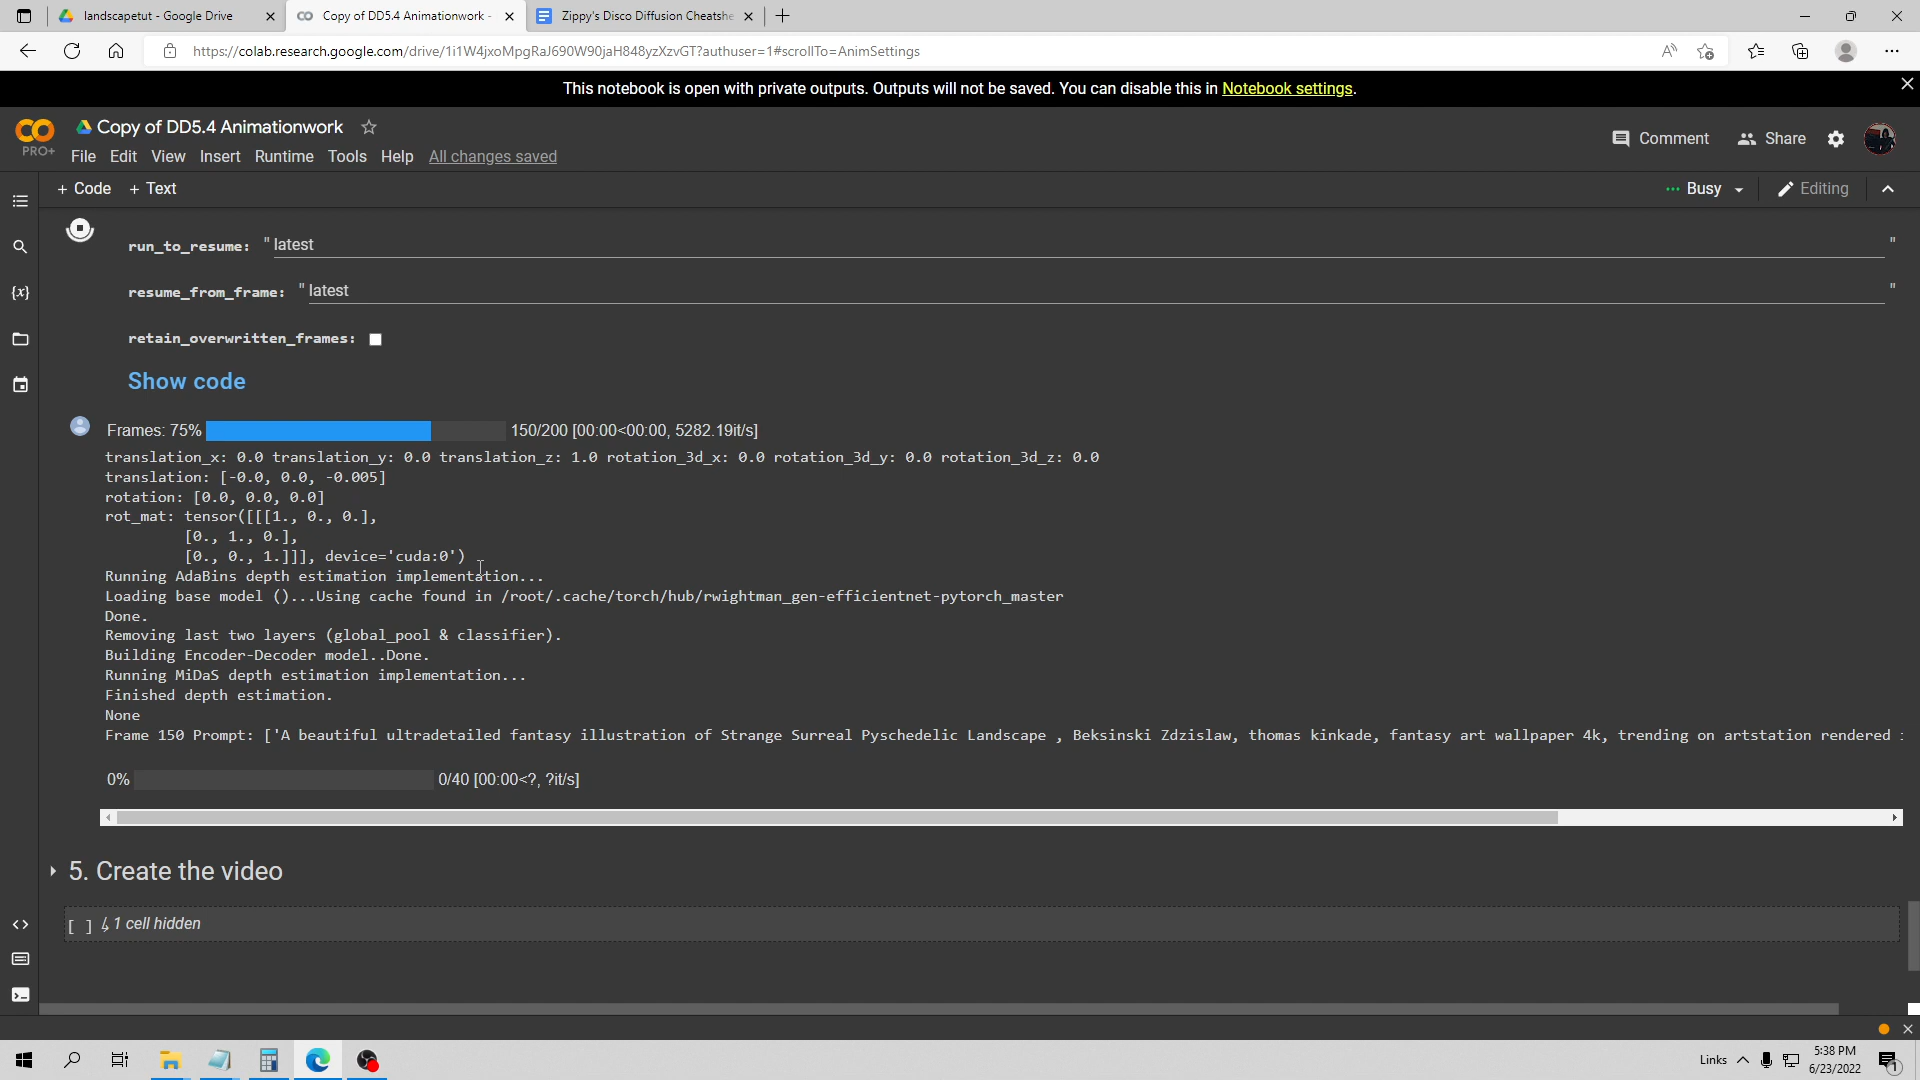 landscapetut - Google Drive
Copy of DD5.4 Animationwork -
Zippy's Disco Diffusion Cheatshe
https://colab.research.google.com/drive/1i1W4jxoMpgRaJ690W90jaH848yzXzvGT?authuser=1#scrollTo=AnimSettings
This notebook is open with private outputs. Outputs will not be saved. You can disable this in Notebook settings.
CO
PRO+
Copy of DD5.4 Animationwork
File Edit View Insert Runtime Tools Help All changes saved
Comment Share
+ Code + Text
Busy Editing
{x}
run_to_resume: "latest "
resume_from_frame: "latest "
retain_overwritten_frames:
Show code
Frames: 75% 150/200 [00:00<00:00, 5282.19it/s]
translation_x: 0.0 translation_y: 0.0 translation_z: 1.0 rotation_3d_x: 0.0 rotation_3d_y: 0.0 rotation_3d_z: 0.0
translation: [-0.0, 0.0, -0.005]
rotation: [0.0, 0.0, 0.0]
rot_mat: tensor([[[1., 0., 0.],
[0., 1., 0.],
[0., 0., 1.]]], device='cuda:0')
Running AdaBins depth estimation implementation...
Loading base model ()...Using cache found in /root/.cache/torch/hub/rwightman_gen-efficientnet-pytorch_master
Done.
Removing last two layers (global_pool & classifier).
Building Encoder-Decoder model..Done.
Running MiDaS depth estimation implementation...
Finished depth estimation.
None
Frame 150 Prompt: ['A beautiful ultradetailed fantasy illustration of Strange Surreal Pyschedelic Landscape , Beksinski Zdzislaw, thomas kinkade, fantasy art wallpaper 4k, trending on artstation rendered
0% 0/40 [00:00<?, ?it/s]
5. Create the video
[ ] ↳ 1 cell hidden
Links
5:38 PM
6/23/2022
1